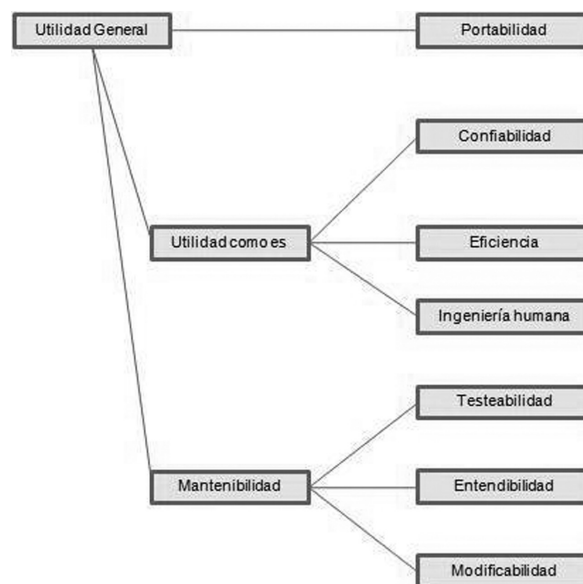 Utilidad General
Portabilidad
Confiabilidad
Utilidad como es
Eficiencia
Ingeniería humana
Testeabilidad
Mantenibilidad
Entendibilidad
Modificabilidad